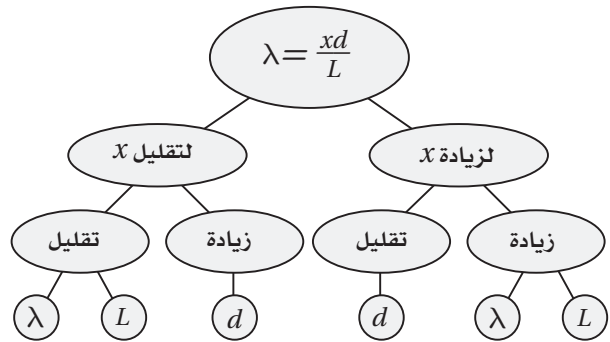 λ = xd/L
لزيادة x
لتقليل x
زيادة
تقليل
زيادة
تقليل
L
λ
d
d
L
λ